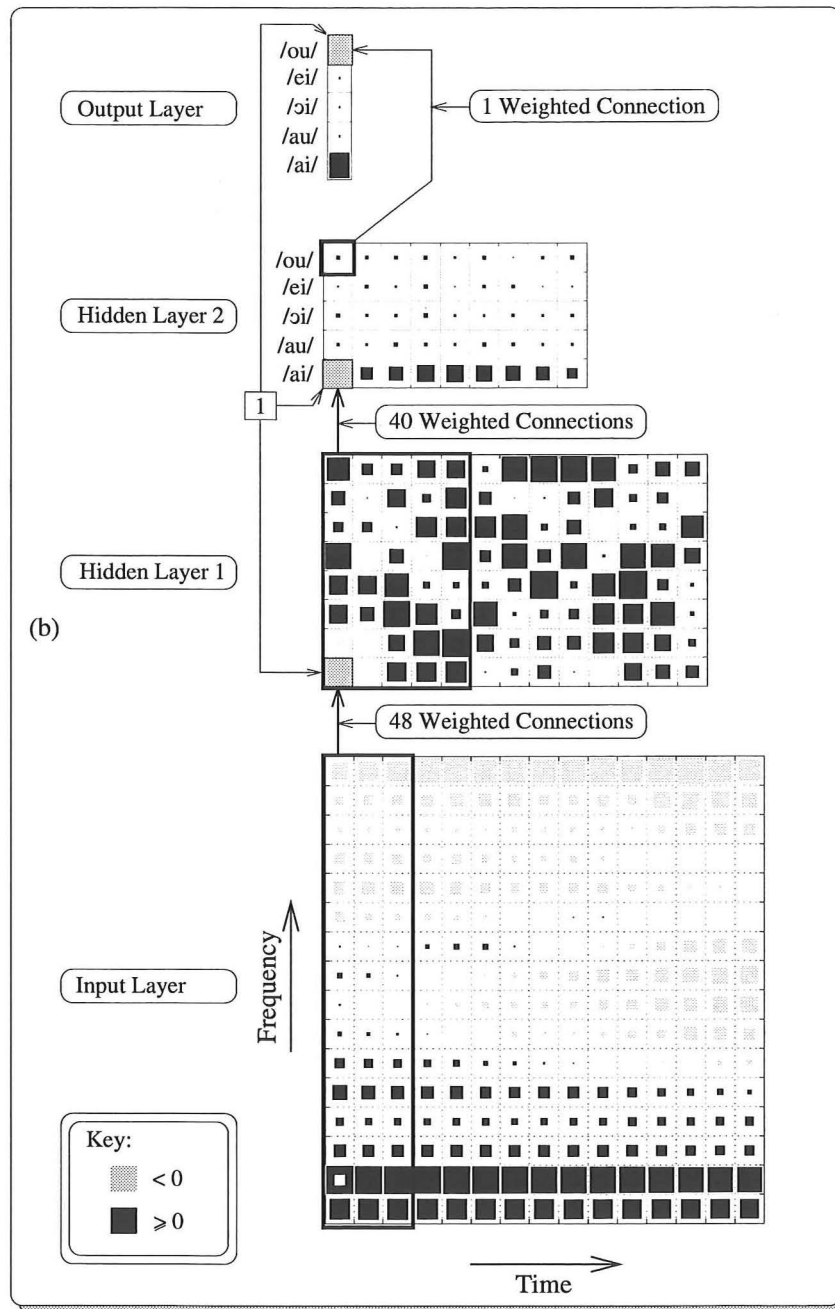 /ou/
/ei/
/ɔi/
/au/
/ai/
Output Layer
1 Weighted Connection
/ou/
/ei/
/ɔi/
/au/
/ai/
Hidden Layer 2
1
40 Weighted Connections
Hidden Layer 1
(b)
48 Weighted Connections
Frequency
Input Layer
Key:
< 0
⩾ 0
Time